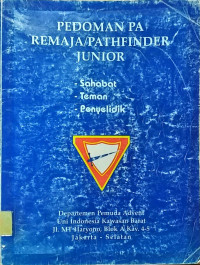 PEDOMAN PA
REMAJA/PATHFINDER
JUNIOR
- Sahabat
- Teman
- Penyelidik
Departemen Pemuda Advent
Uni Indonesia Kawasan Barat
Jl. MT Haryono, Blok A Kav. 4-5
Jakarta - Selatan